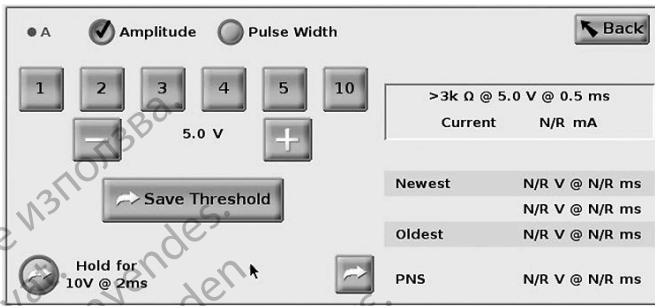 A Amplitude Pulse Width Back
1 2 3 4 5 10
5.0 V
Save Threshold
Hold for
10V @ 2ms
>3k Ω @ 5.0 V @ 0.5 ms
Current N/R mA
Newest N/R V @ N/R ms
N/R V @ N/R ms
Oldest N/R V @ N/R ms
PNS N/R V @ N/R ms
използва.